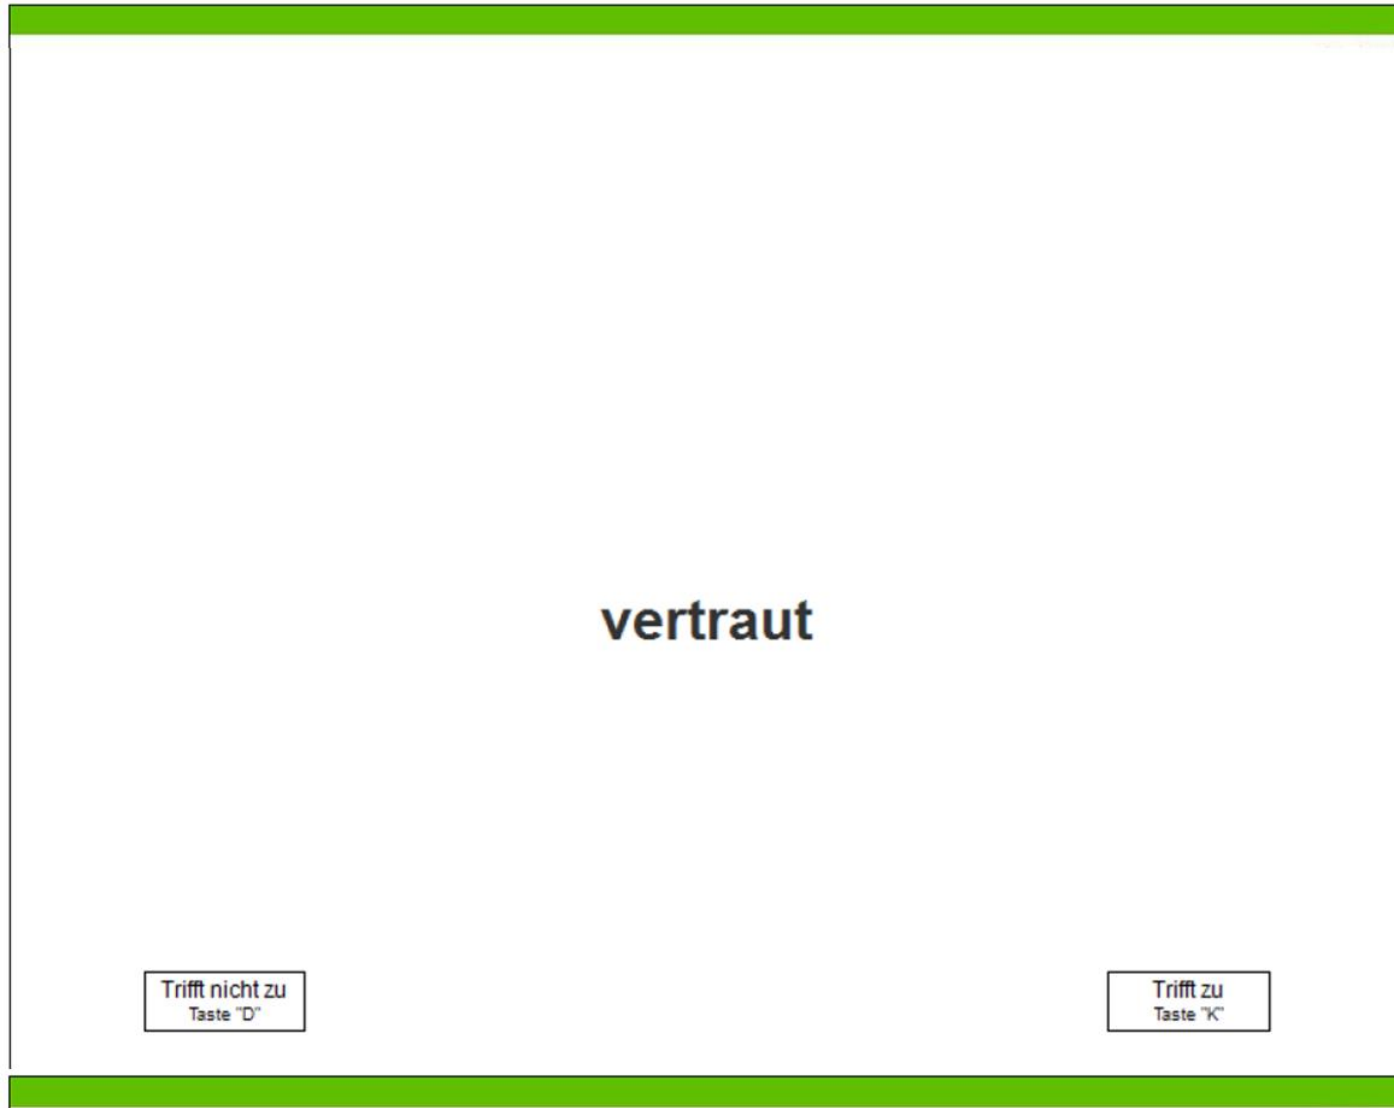 vertraut
Trifft nicht zu
Taste "D"
Trifft zu
Taste "K"